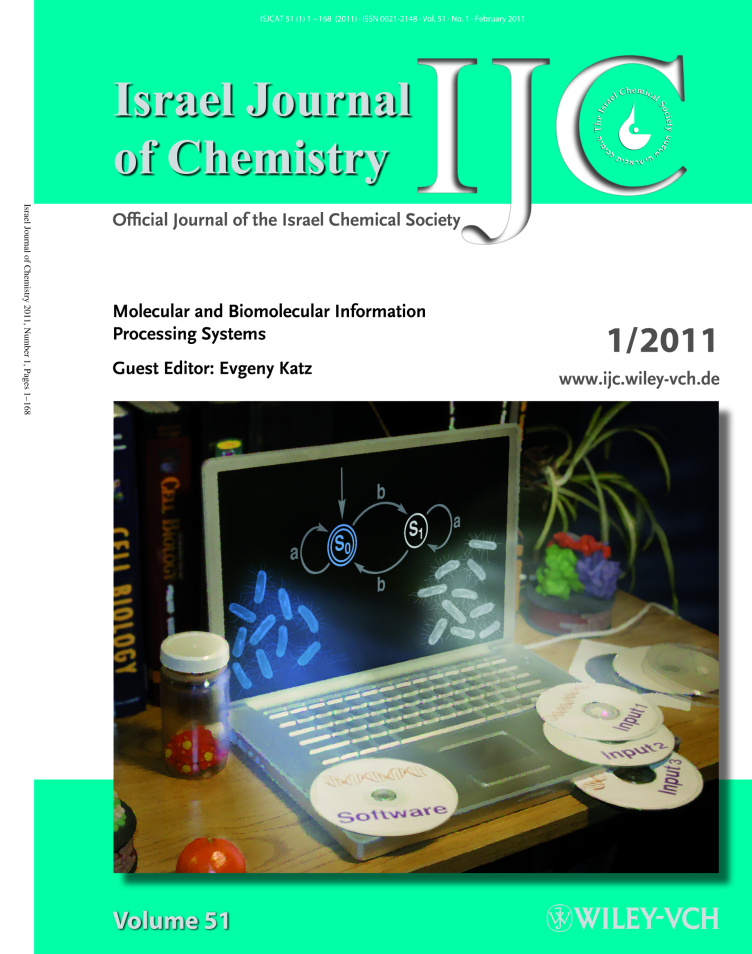 ISJCAT 51 (1) 1 – 168 (2011) · ISSN 0021-2148 · Vol. 51 · No. 1 · February 2011
Israel Journal
of Chemistry
IJC
The Israel Chemical Society
Official Journal of the Israel Chemical Society
Israel Journal of Chemistry 2011, Number 1, Pages 1–168
Molecular and Biomolecular Information
Processing Systems
Guest Editor: Evgeny Katz
1/2011
www.ijc.wiley-vch.de
CELL BIOLOGY
CELL BIOLOGY
b
a
S0
S1
a
b
Input 1
Input 2
Input 3
Software
Volume 51
WILEY-VCH